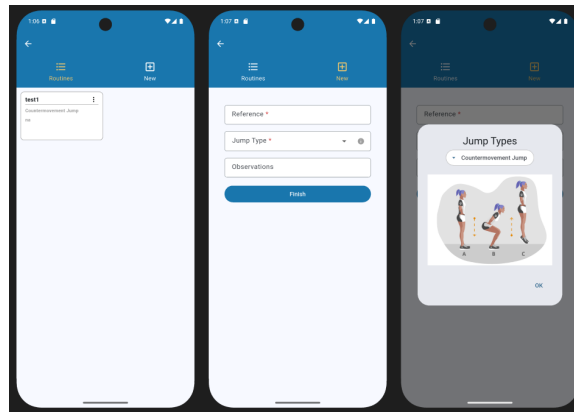 1:06
Routines
New
test1
Countermovement Jump
1:07
Routines
New
Reference *
Jump Type *
Observations
Finish
1:07
Routines
New
Reference *
Jump Types
Countermovement Jump
A B C
OK